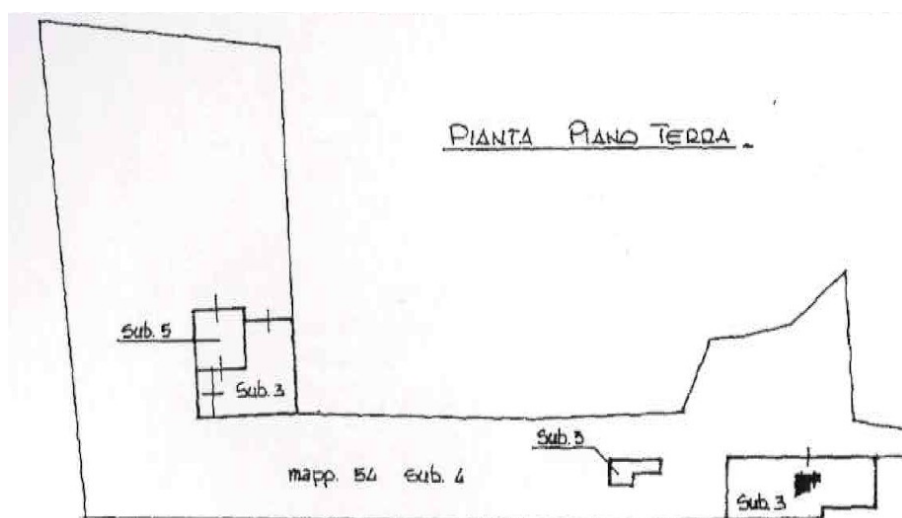 PIANTA PIANO TERRA
Sub. 5
Sub. 3
Sub. 3
mapp. 54 sub. 4
Sub. 3